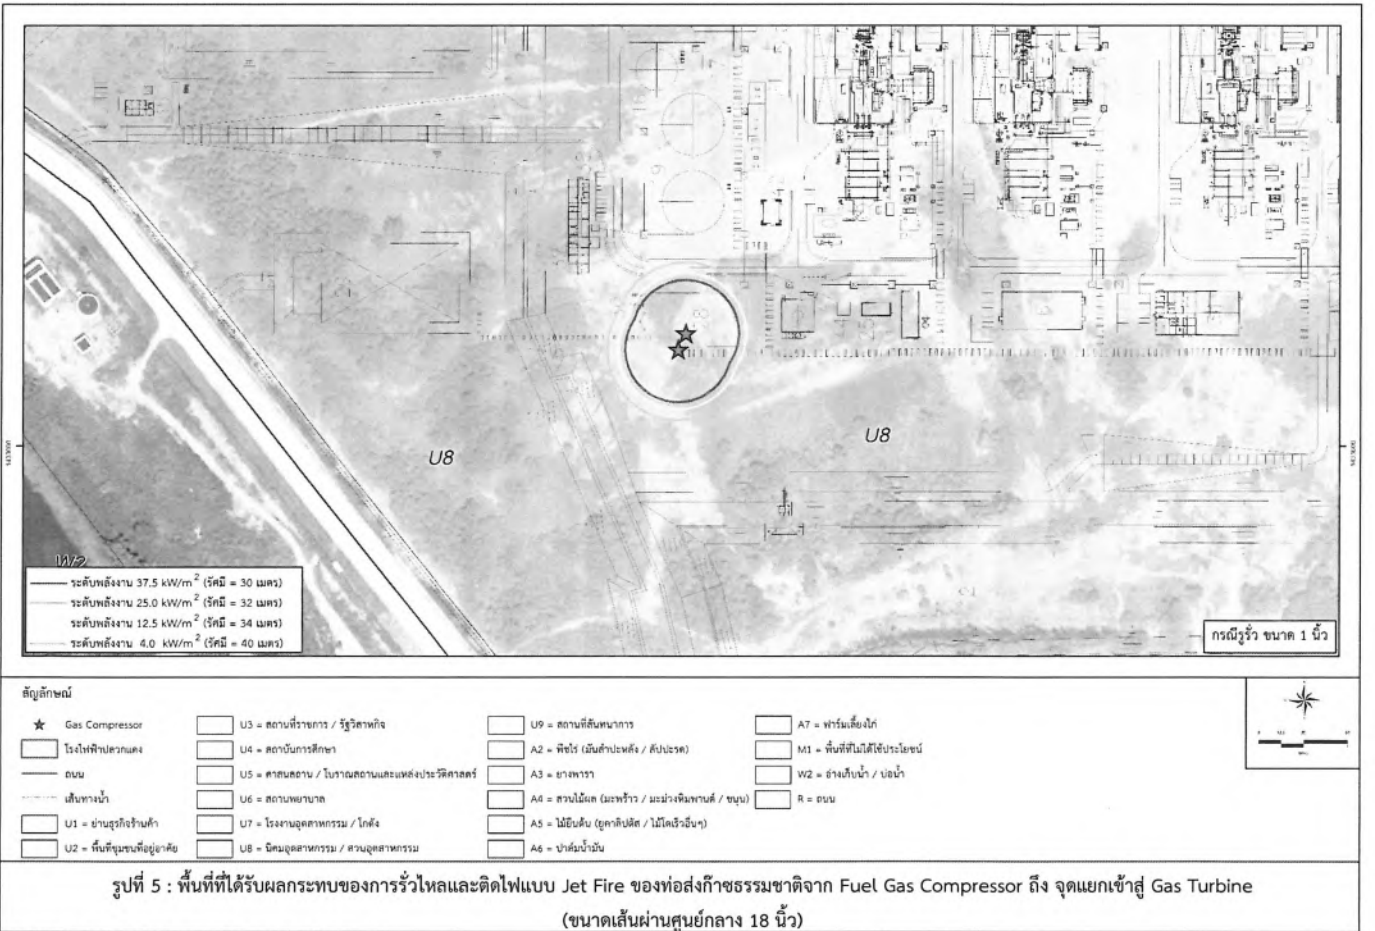 U8
U8
W2
ระดับพลังงาน 37.5 kW/m2 (รัศมี = 30 เมตร)
ระดับพลังงาน 25.0 kW/m2 (รัศมี = 32 เมตร)
ระดับพลังงาน 12.5 kW/m2 (รัศมี = 34 เมตร)
ระดับพลังงาน 4.0 kW/m2 (รัศมี = 40 เมตร)
กรณีรูรั่ว ขนาด 1 นิ้ว
สัญลักษณ์
Gas Compressor
โรงไฟฟ้าปลวกแดง
ถนน
เส้นทางน้ำ
U1 = ย่านธุรกิจร้านค้า
U2 = พื้นที่ชุมชนที่อยู่อาศัย
U3 = สถานที่ราชการ / รัฐวิสาหกิจ
U4 = สถาบันการศึกษา
U5 = ศาสนสถาน / โบราณสถานและแหล่งประวัติศาสตร์
U6 = สถานพยาบาล
U7 = โรงงานอุตสาหกรรม / โกดัง
U8 = นิคมอุตสาหกรรม / สวนอุตสาหกรรม
U9 = สถานที่สันทนาการ
A2 = พืชไร่ (มันสำปะหลัง / สับปะรด)
A3 = ยางพารา
A4 = สวนไม้ผล (มะพร้าว / มะม่วงหิมพานต์ / ขนุน)
A5 = ไม้ยืนต้น (ยูคาลิปตัส / ไม้โตเร็วอื่นๆ)
A6 = ปาล์มน้ำมัน
A7 = ฟาร์มเลี้ยงไก่
M1 = พื้นที่ที่ไม่ได้ใช้ประโยชน์
W2 = อ่างเก็บน้ำ / บ่อน้ำ
R = ถนน
รูปที่ 5 : พื้นที่ที่ได้รับผลกระทบของการรั่วไหลและติดไฟแบบ Jet Fire ของท่อส่งก๊าซธรรมชาติจาก Fuel Gas Compressor ถึง จุดแยกเข้าสู่ Gas Turbine
(ขนาดเส้นผ่านศูนย์กลาง 18 นิ้ว)